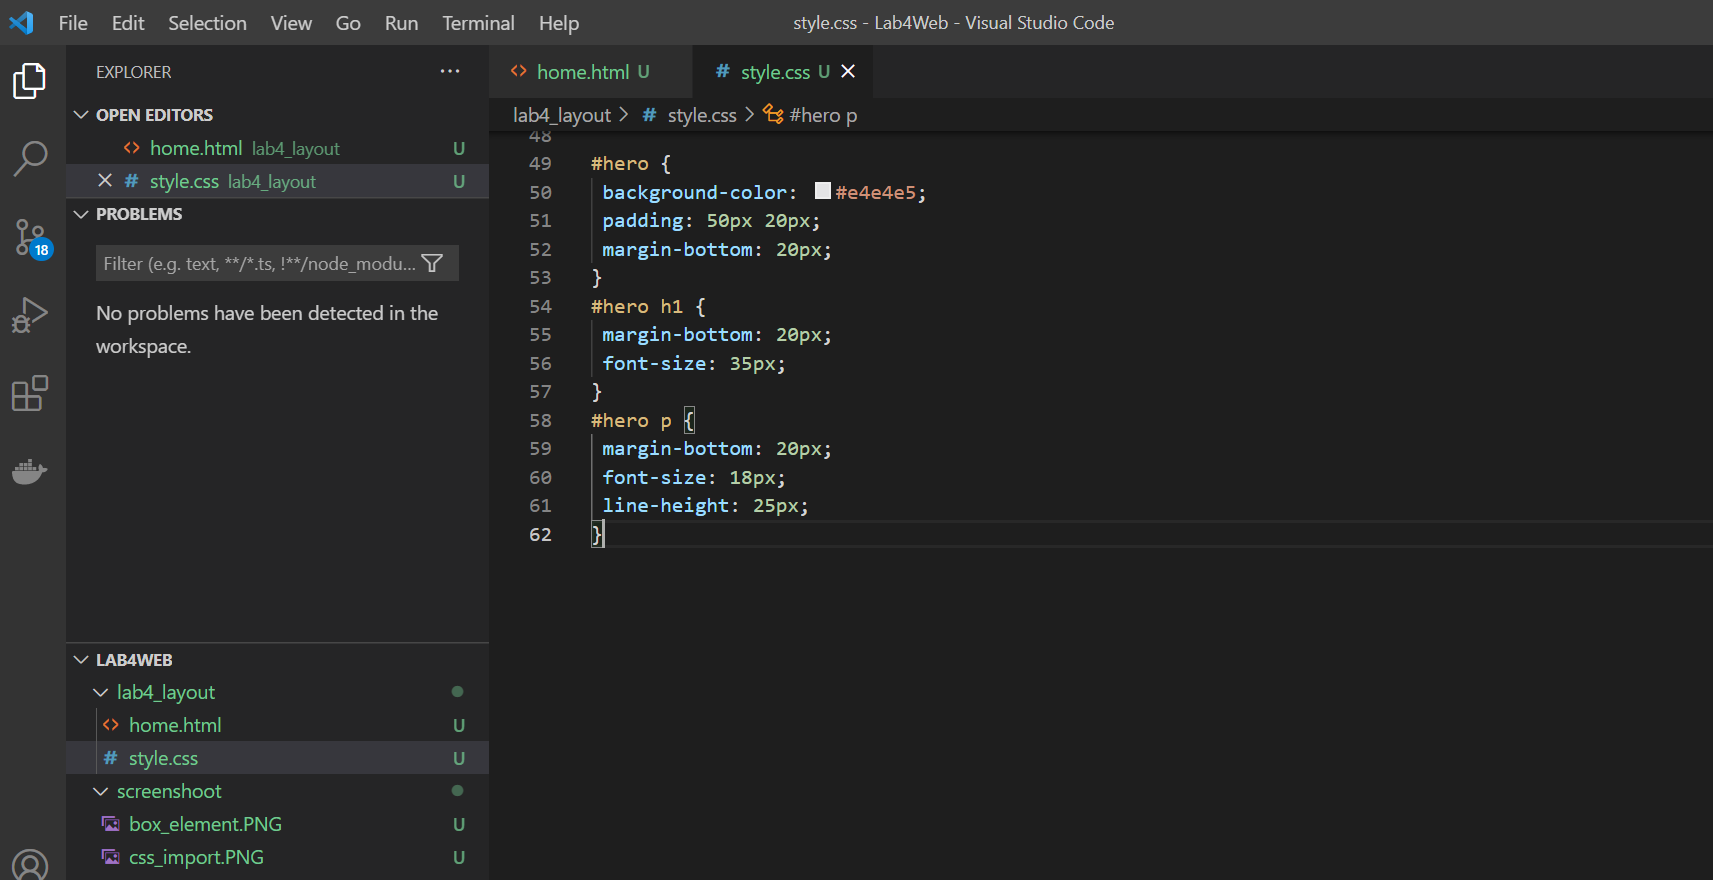 File Edit Selection View Go Run Terminal Help
style.css - Lab4Web - Visual Studio Code
EXPLORER ···
OPEN EDITORS
home.html lab4_layout U
style.css lab4_layout U
PROBLEMS
Filter (e.g. text, **/*.ts, !**/node_modu...
No problems have been detected in the
workspace.
18
LAB4WEB
lab4_layout
home.html U
style.css U
screenshoot
box_element.PNG U
css_import.PNG U
home.html U
# style.css U
lab4_layout > # style.css > #hero p
48
49 #hero {
50 background-color: #e4e4e5;
51 padding: 50px 20px;
52 margin-bottom: 20px;
53 }
54 #hero h1 {
55 margin-bottom: 20px;
56 font-size: 35px;
57 }
58 #hero p {
59 margin-bottom: 20px;
60 font-size: 18px;
61 line-height: 25px;
62 }